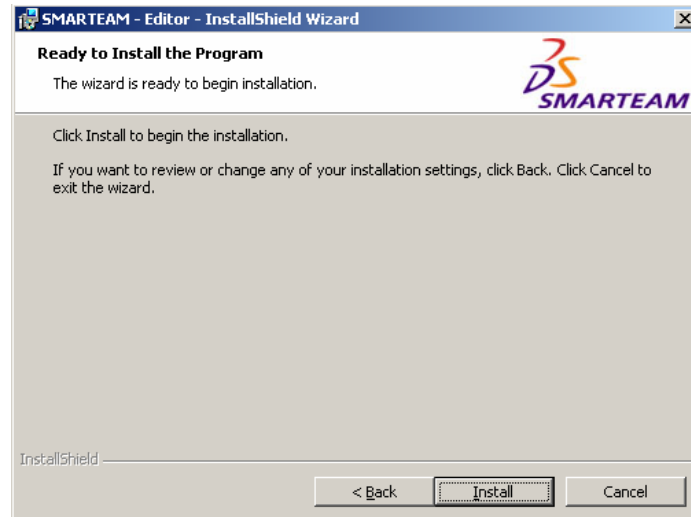 SMARTEAM - Editor - InstallShield Wizard
Ready to Install the Program
The wizard is ready to begin installation.
SMARTEAM
Click Install to begin the installation.
If you want to review or change any of your installation settings, click Back. Click Cancel to
exit the wizard.
InstallShield
< Back
Install
Cancel